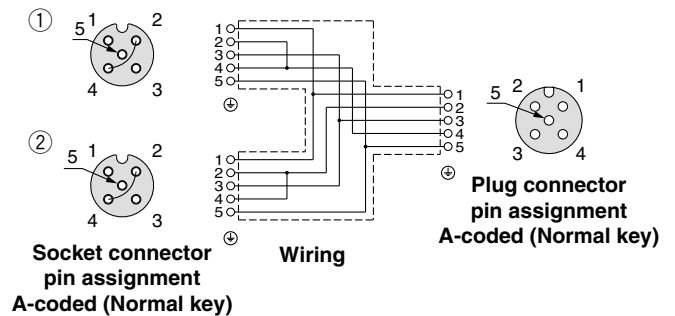 ①
5 1 2
4 3
1
2
3
4
5
②
5 1 2
4 3
1
2
3
4
5
1
2
3
4
5
5 2 1
3 4
Socket connector
pin assignment
A-coded (Normal key)
Wiring
Plug connector
pin assignment
A-coded (Normal key)